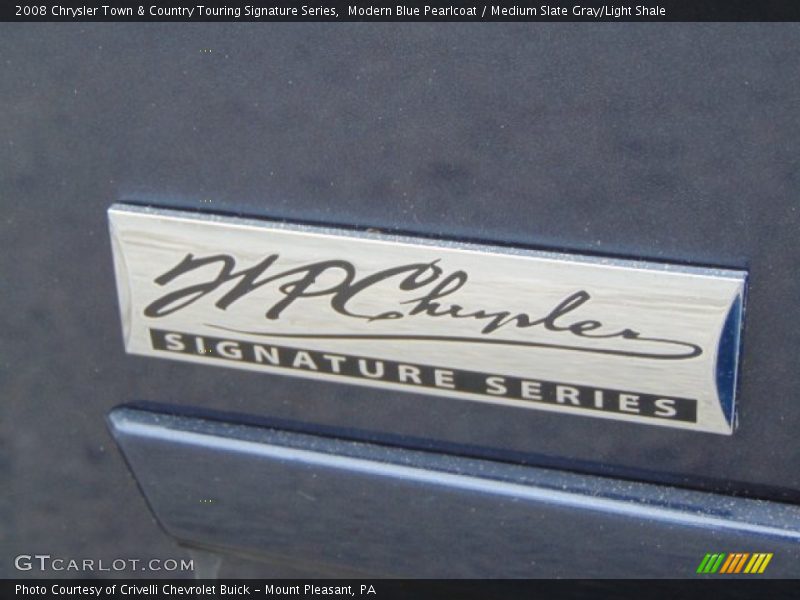 2008 Chrysler Town & Country Touring Signature Series,  Modern Blue Pearlcoat / Medium Slate Gray/Light Shale
WPChrysler
SIGNATURE SERIES
GTCARLOT.COM
Photo Courtesy of Crivelli Chevrolet Buick - Mount Pleasant, PA